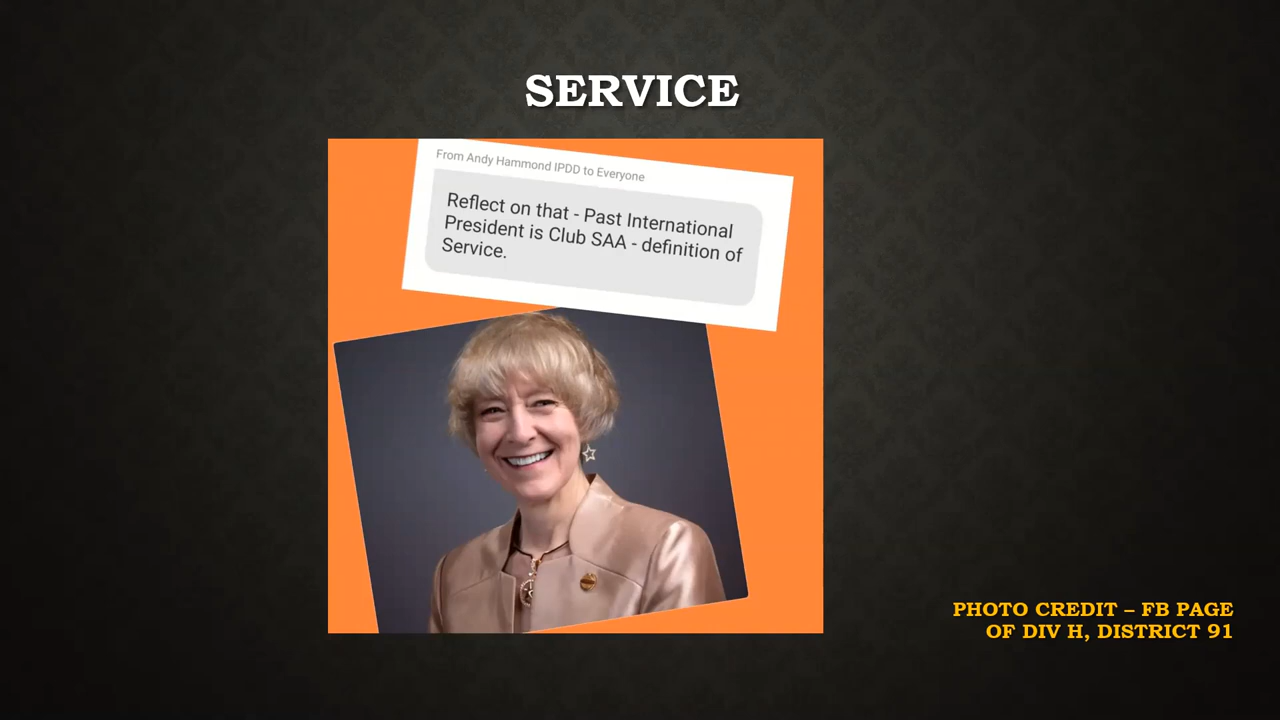 SERVICE
From Andy Hammond IPDD to Everyone
Reflect on that - Past International
President is Club SAA - definition of
Service.
PHOTO CREDIT – FB PAGE
OF DIV H, DISTRICT 91